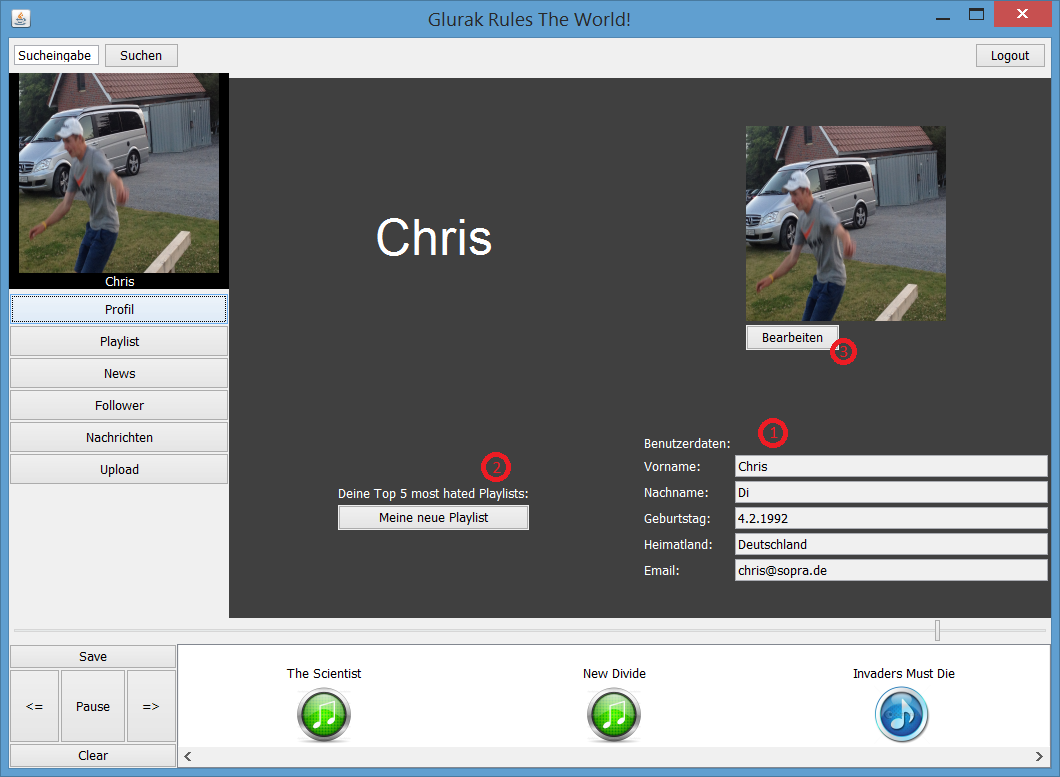 Glurak Rules The World!
Sucheingabe
Suchen
Logout
Chris
Profil
Playlist
News
Follower
Nachrichten
Upload
Chris
Bearbeiten
3
1
Benutzerdaten:
Vorname: Chris
Nachname: Di
Geburtstag: 4.2.1992
Heimatland: Deutschland
Email: chris@sopra.de
2
Deine Top 5 most hated Playlists:
Meine neue Playlist
Save
<= Pause =>
Clear
The Scientist
New Divide
Invaders Must Die